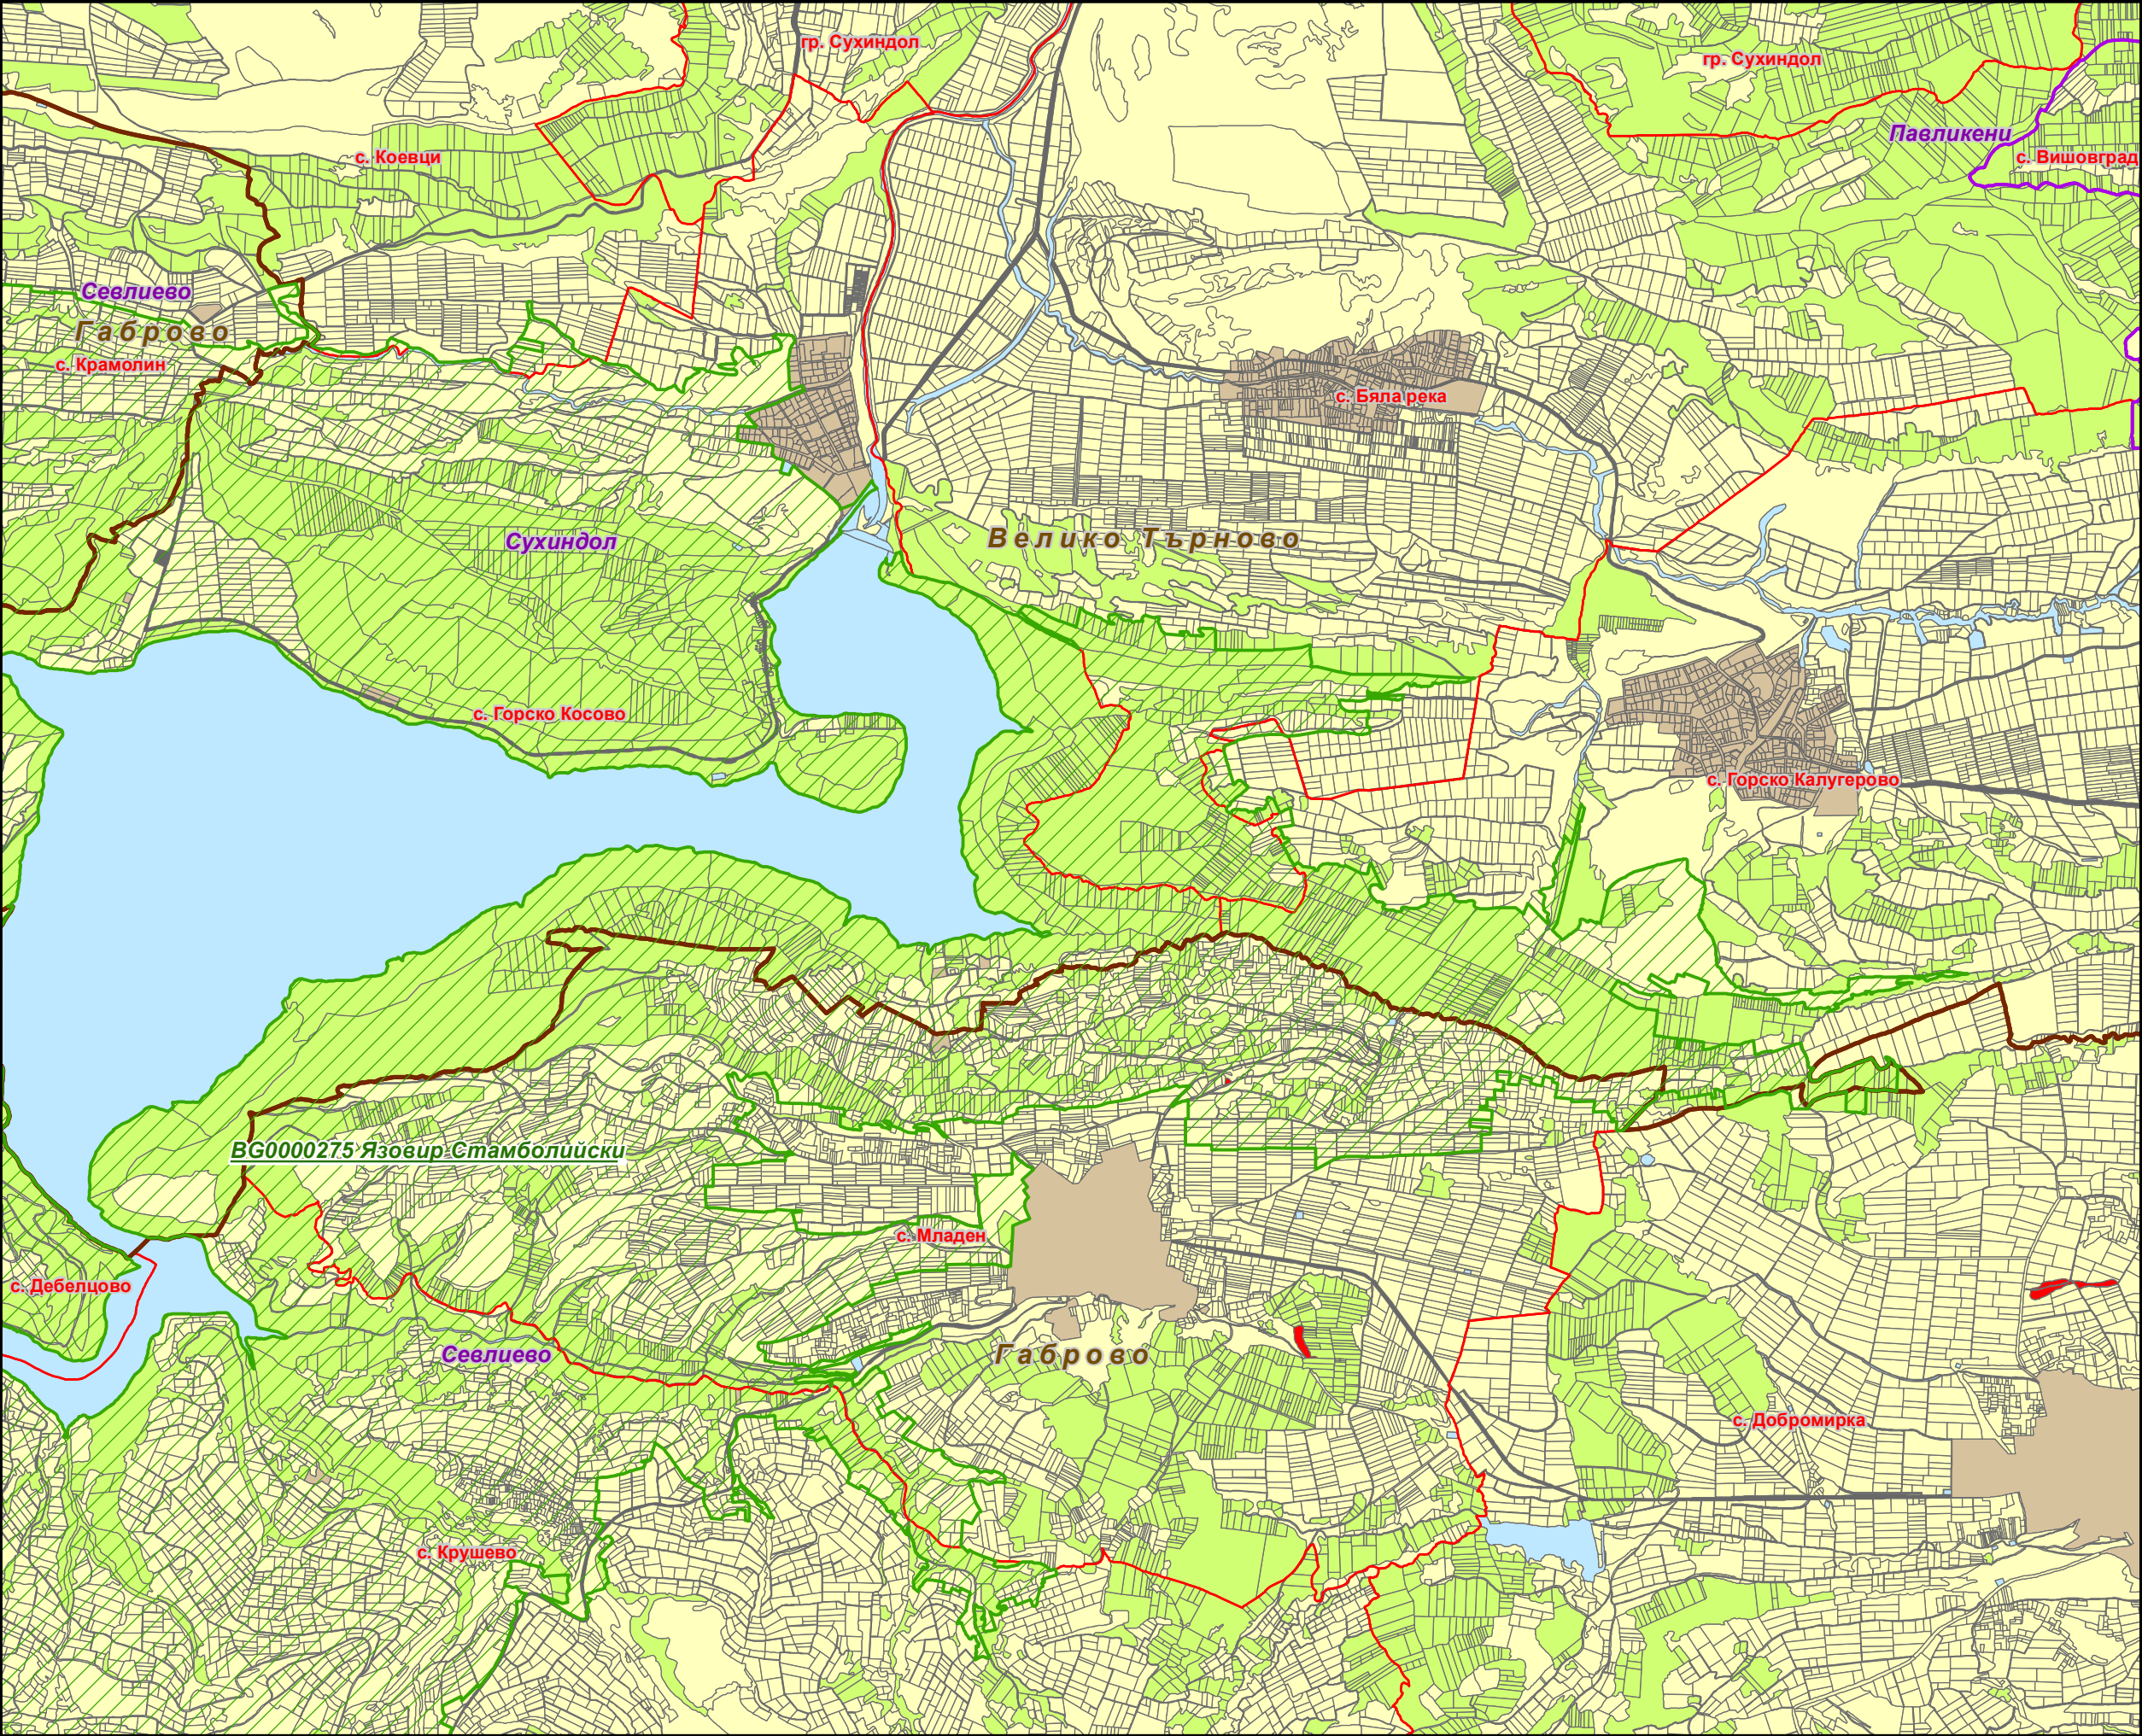 гр. Сухиндол
гр. Сухиндол
Павликени
с. Коевци
с. Вишовград
Севлиево
Габрово
с. Крамолин
с. Бяла река
Сухиндол
Велико Търново
с. Горско Косово
с. Горско Калугерово
BG0000275 Язовир Стамболийски
с. Младен
с. Дебелцово
Севлиево
Габрово
с. Добромирка
с. Крушево